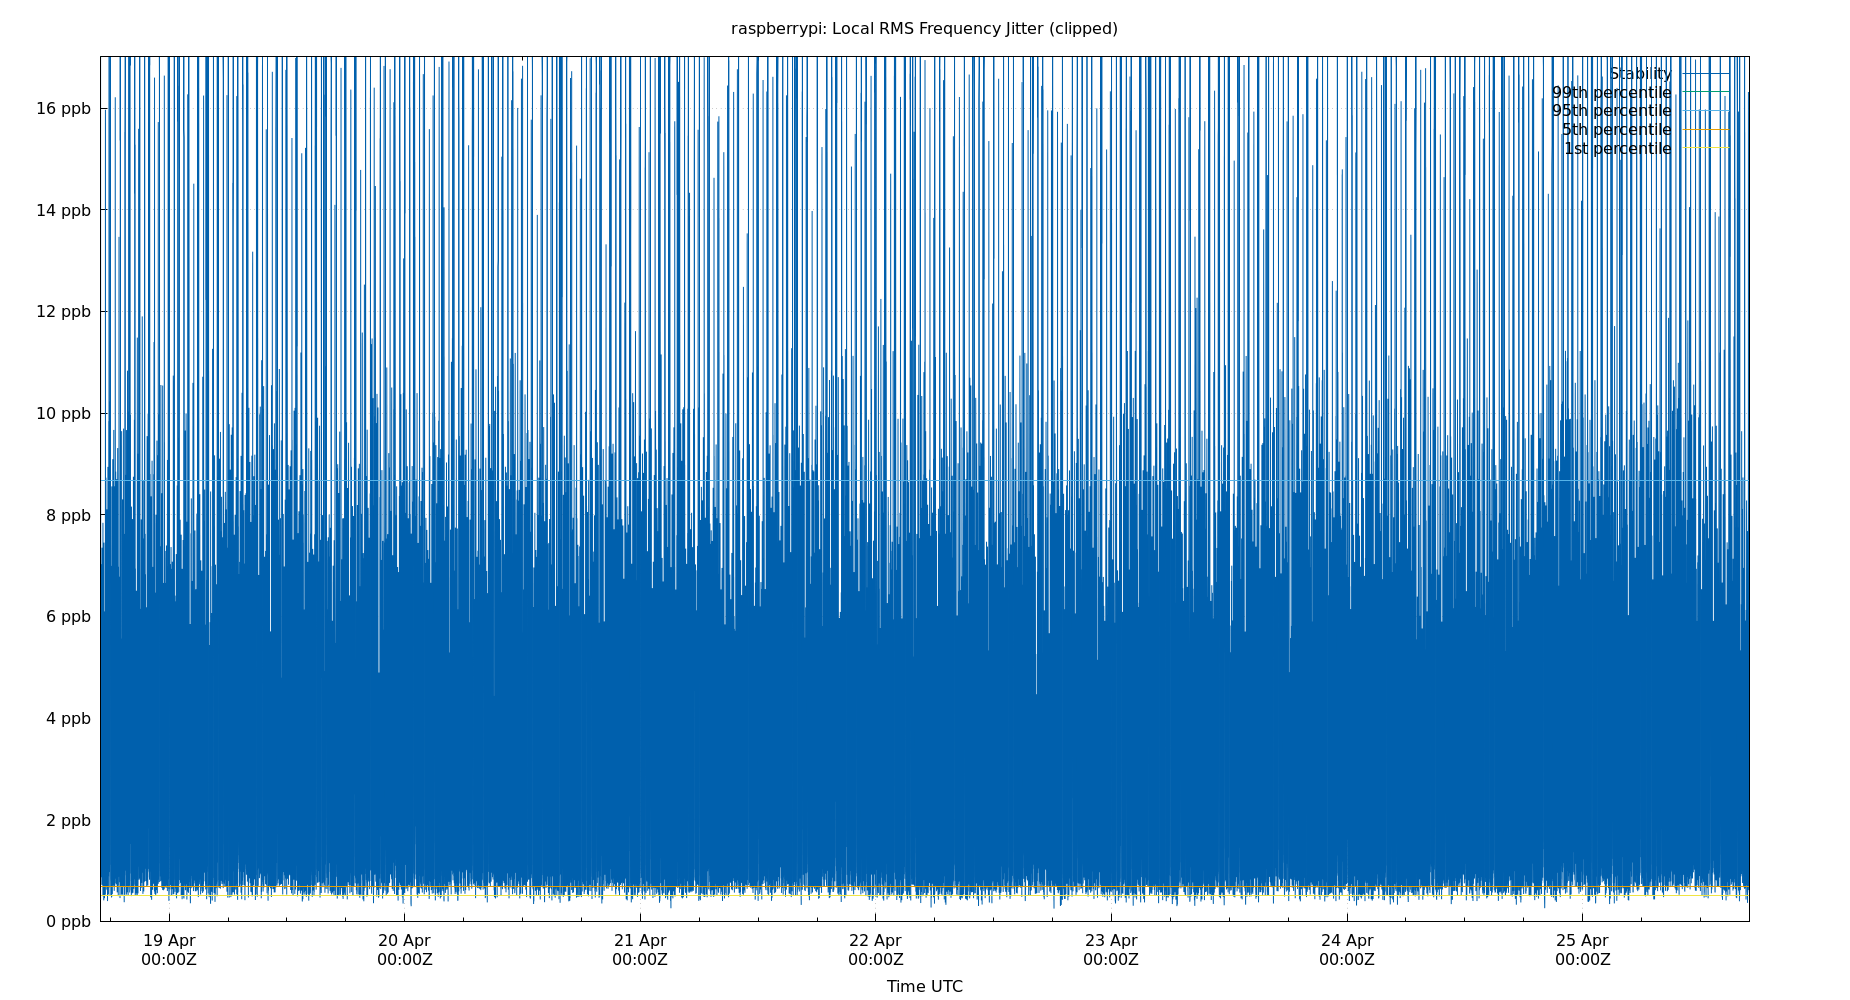 raspberrypi: Local RMS Frequency Jitter (clipped)
Stability
99th percentile
95th percentile
5th percentile
1st percentile
16 ppb
14 ppb
12 ppb
10 ppb
8 ppb
6 ppb
4 ppb
2 ppb
0 ppb
19 Apr 20 Apr 21 Apr 22 Apr 23 Apr 24 Apr 25 Apr
00:00Z 00:00Z 00:00Z 00:00Z 00:00Z 00:00Z 00:00Z
Time UTC